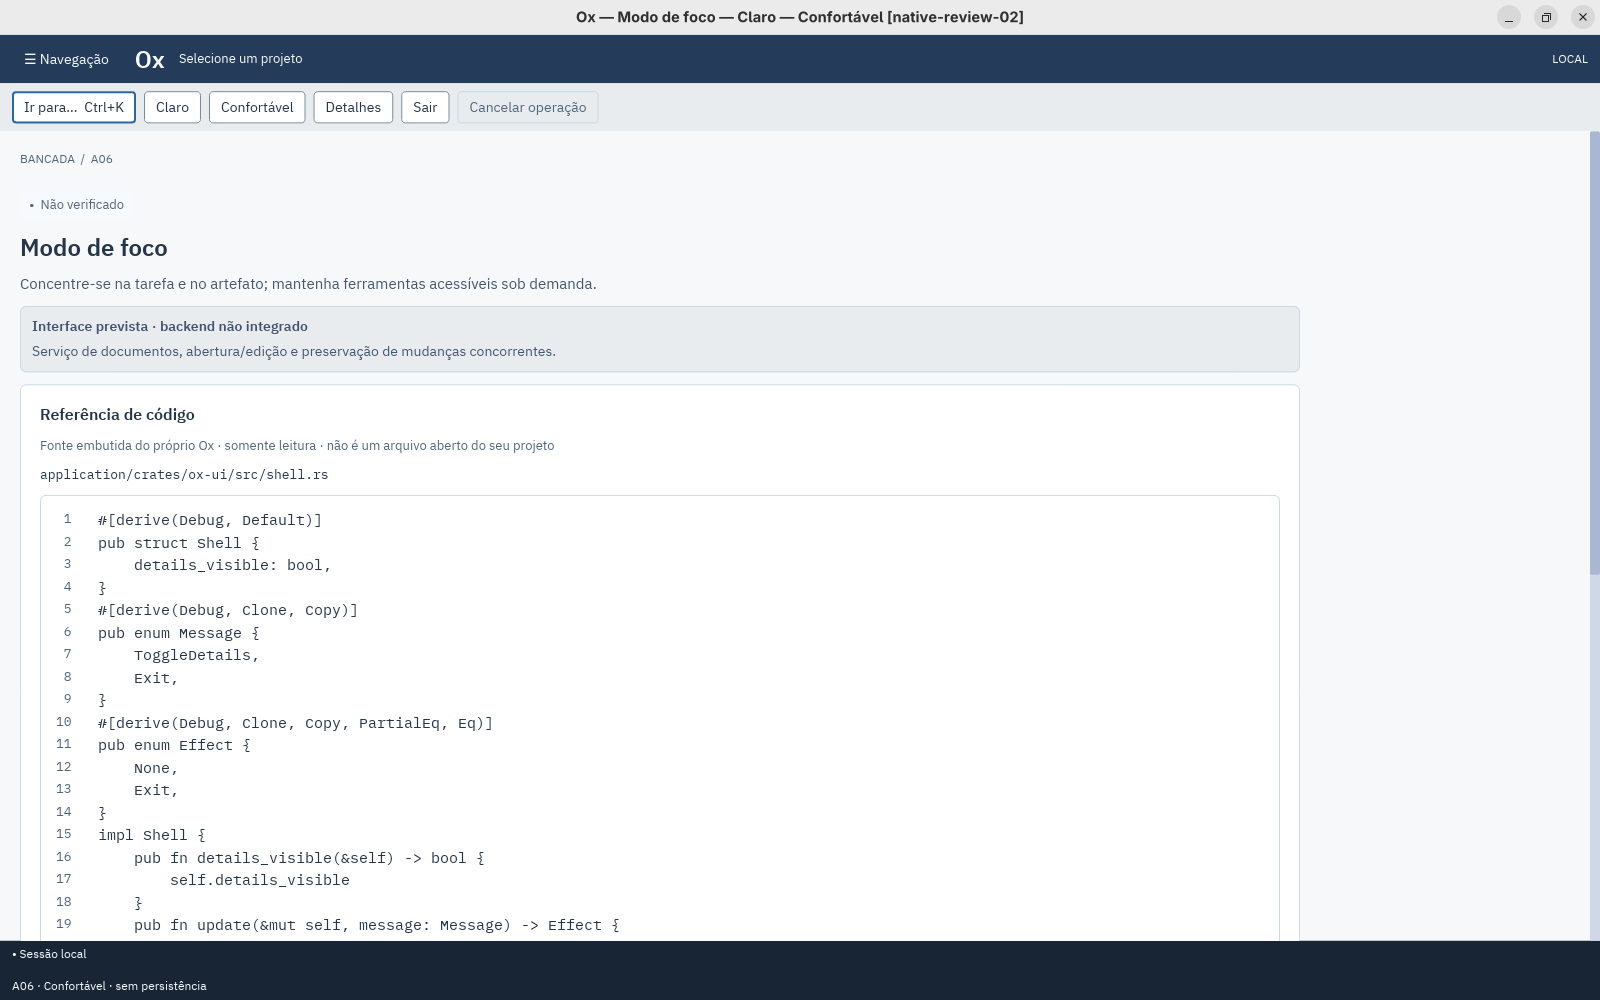 Ox — Modo de foco — Claro — Confortável [native-review-02]
☰ Navegação Ox Selecione um projeto LOCAL
Ir para... Ctrl+K Claro Confortável Detalhes Sair Cancelar operação
BANCADA / A06
• Não verificado
Modo de foco
Concentre-se na tarefa e no artefato; mantenha ferramentas acessíveis sob demanda.
Interface prevista · backend não integrado
Serviço de documentos, abertura/edição e preservação de mudanças concorrentes.
Referência de código
Fonte embutida do próprio Ox · somente leitura · não é um arquivo aberto do seu projeto
application/crates/ox-ui/src/shell.rs
1 #[derive(Debug, Default)]
2 pub struct Shell {
3     details_visible: bool,
4 }
5 #[derive(Debug, Clone, Copy)]
6 pub enum Message {
7     ToggleDetails,
8     Exit,
9 }
10 #[derive(Debug, Clone, Copy, PartialEq, Eq)]
11 pub enum Effect {
12     None,
13     Exit,
14 }
15 impl Shell {
16     pub fn details_visible(&self) -> bool {
17         self.details_visible
18     }
19     pub fn update(&mut self, message: Message) -> Effect {
• Sessão local
A06 · Confortável · sem persistência